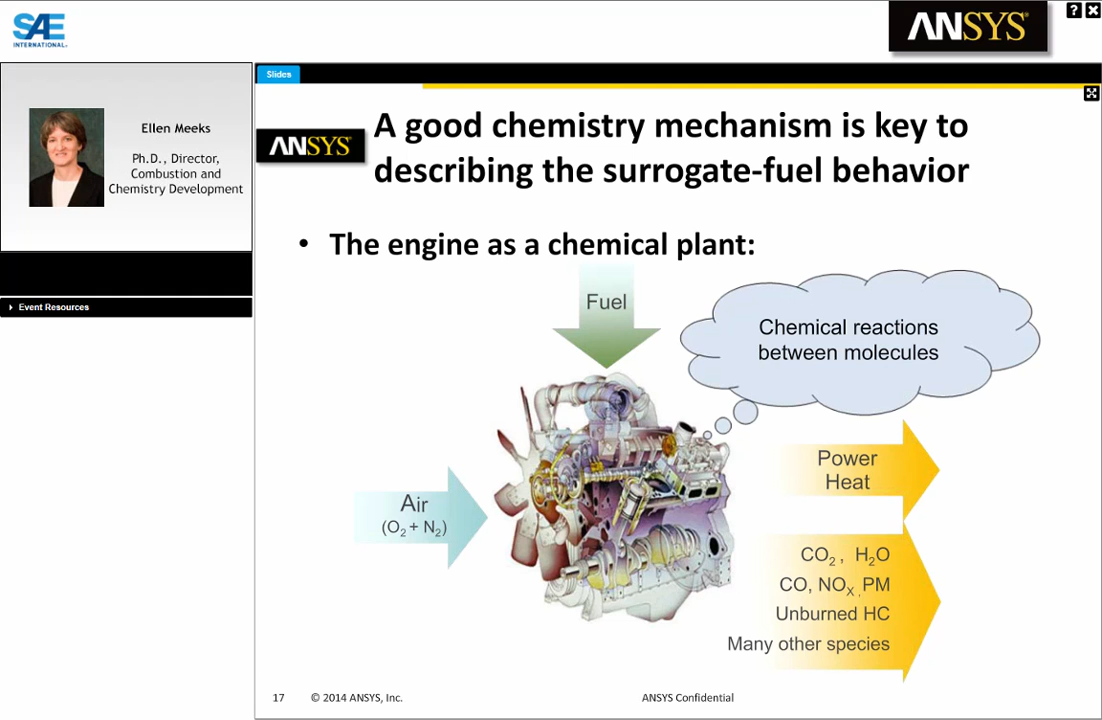 SAE
INTERNATIONAL®
ANSYS®
?
Ellen Meeks
Ph.D., Director,
Combustion and
Chemistry Development
Event Resources
Slides
ANSYS®
A good chemistry mechanism is key to
describing the surrogate-fuel behavior
• The engine as a chemical plant:
Fuel
Chemical reactions
between molecules
Air
(O₂ + N₂)
Power
Heat
CO₂ , H₂O
CO, NOₓ , PM
Unburned HC
Many other species
17 © 2014 ANSYS, Inc. ANSYS Confidential